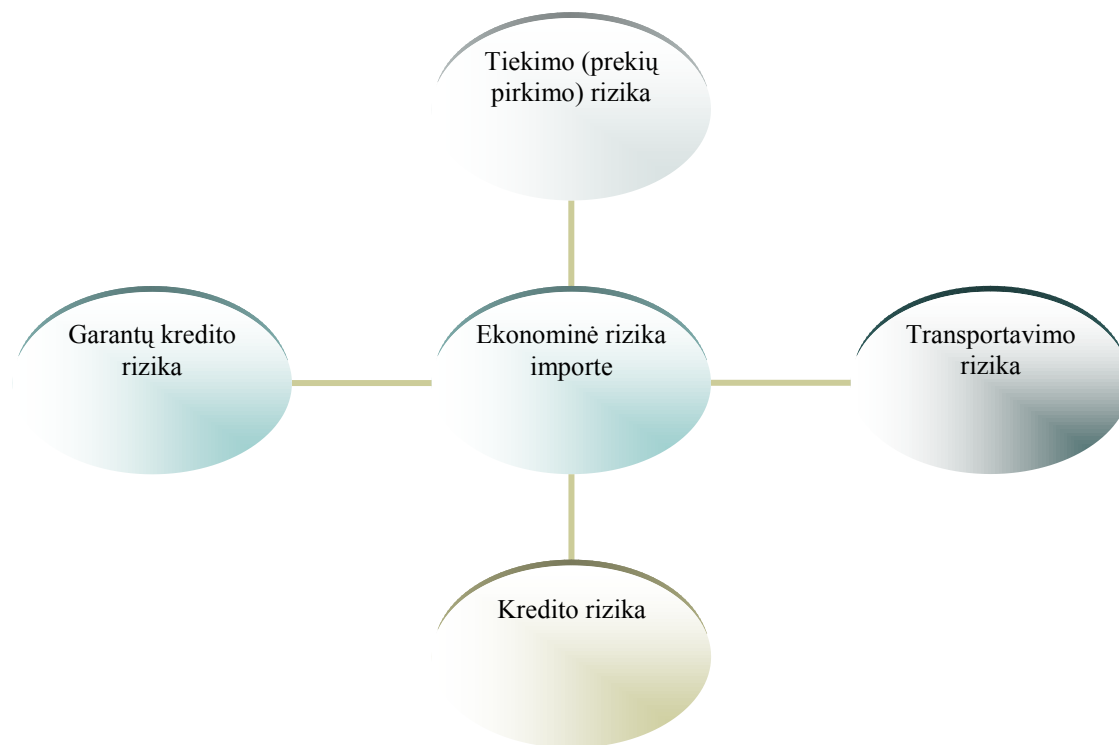 Tiekimo (prekių
pirkimo) rizika
Garantų kredito
rizika
Ekonominė rizika
importe
Transportavimo
rizika
Kredito rizika